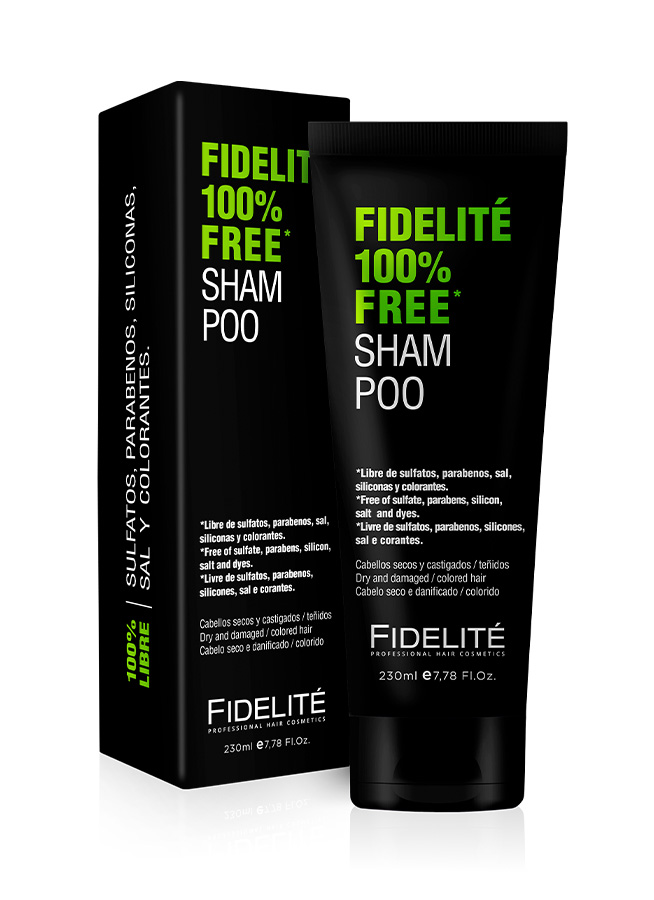 100% | SULFATOS, PARABENOS, SILICONAS,
LIBRE | SAL Y COLORANTES.
FIDELIT
100%
FREE*
SHAM
POO
*Libre de sulfatos, parabenos, sal,
siliconas y colorantes.
*Free of sulfate, parabens, silicon,
salt and dyes.
*Livre de sulfatos, parabenos,
silicones, sal e corantes.
Cabellos secos y castigados / teñidos
Dry and damaged / colored hair
Cabelo seco e danificado / colorido
FIDELITÉ
PROFESSIONAL HAIR COSMETICS
230ml e7,78 Fl.Oz.
FIDELITÉ
100%
FREE*
SHAM
POO
*Libre de sulfatos, parabenos, sal,
siliconas y colorantes.
*Free of sulfate, parabens, silicon,
salt and dyes.
*Livre de sulfatos, parabenos, silicones,
sal e corantes.
Cabellos secos y castigados / teñidos
Dry and damaged / colored hair
Cabelo seco e danificado / colorido
FIDELITÉ
PROFESSIONAL HAIR COSMETICS
230ml e7,78 Fl.Oz.